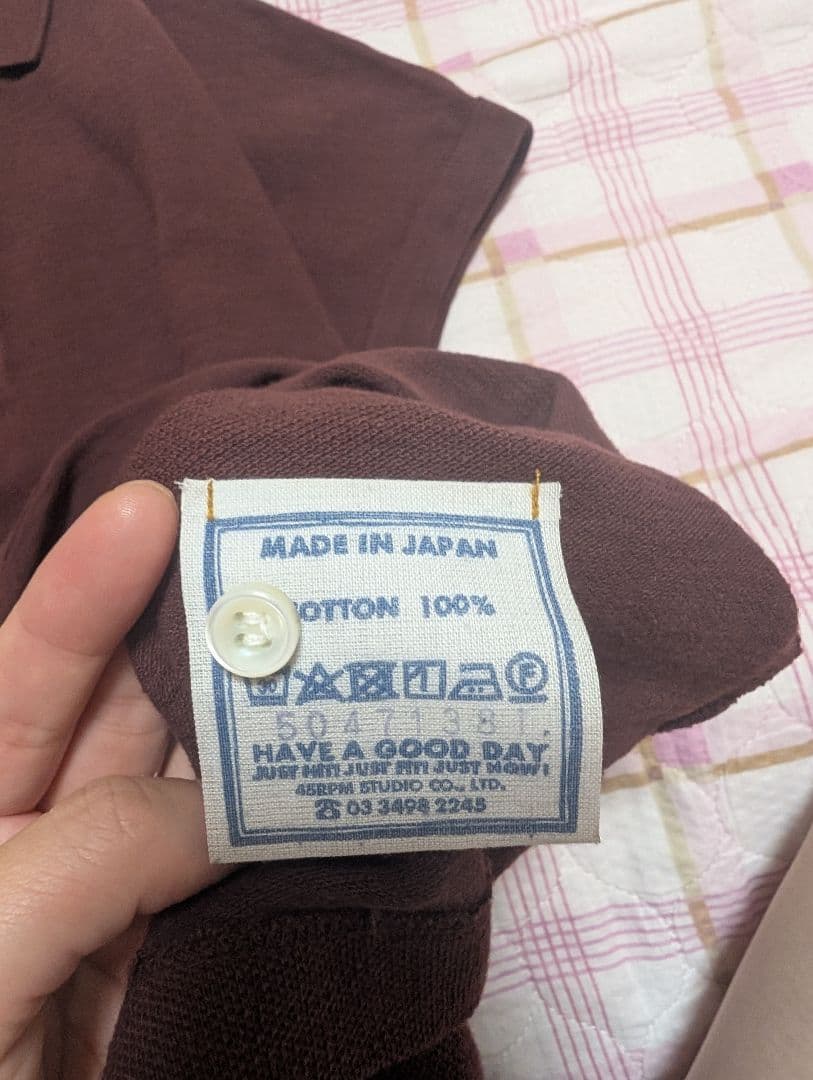 MADE IN JAPAN
OTTON 100%
50471381.
HAVE A GOOD DAY
JUST HIT! JUST FIT! JUST NOW!
45RPM STUDIO CO., LTD.
☎ 03 3498 2245